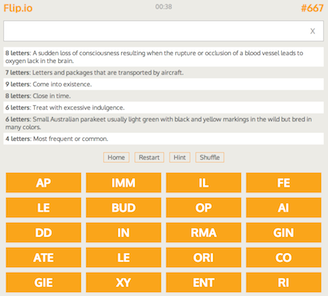 Flip.io
00:38
#667
X
8 letters: A sudden loss of consciousness resulting when the rupture or occlusion of a blood vessel leads to
oxygen lack in the brain.
7 letters: Letters and packages that are transported by aircraft.
9 letters: Come into existence.
8 letters: Close in time.
6 letters: Treat with excessive indulgence.
6 letters: Small Australian parakeet usually light green with black and yellow markings in the wild but bred in
many colors.
4 letters: Most frequent or common.
Home Restart Hint Shuffle
AP IMM IL FE
LE BUD OP AI
DD IN RMA GIN
ATE LE ORI CO
GIE XY ENT RI